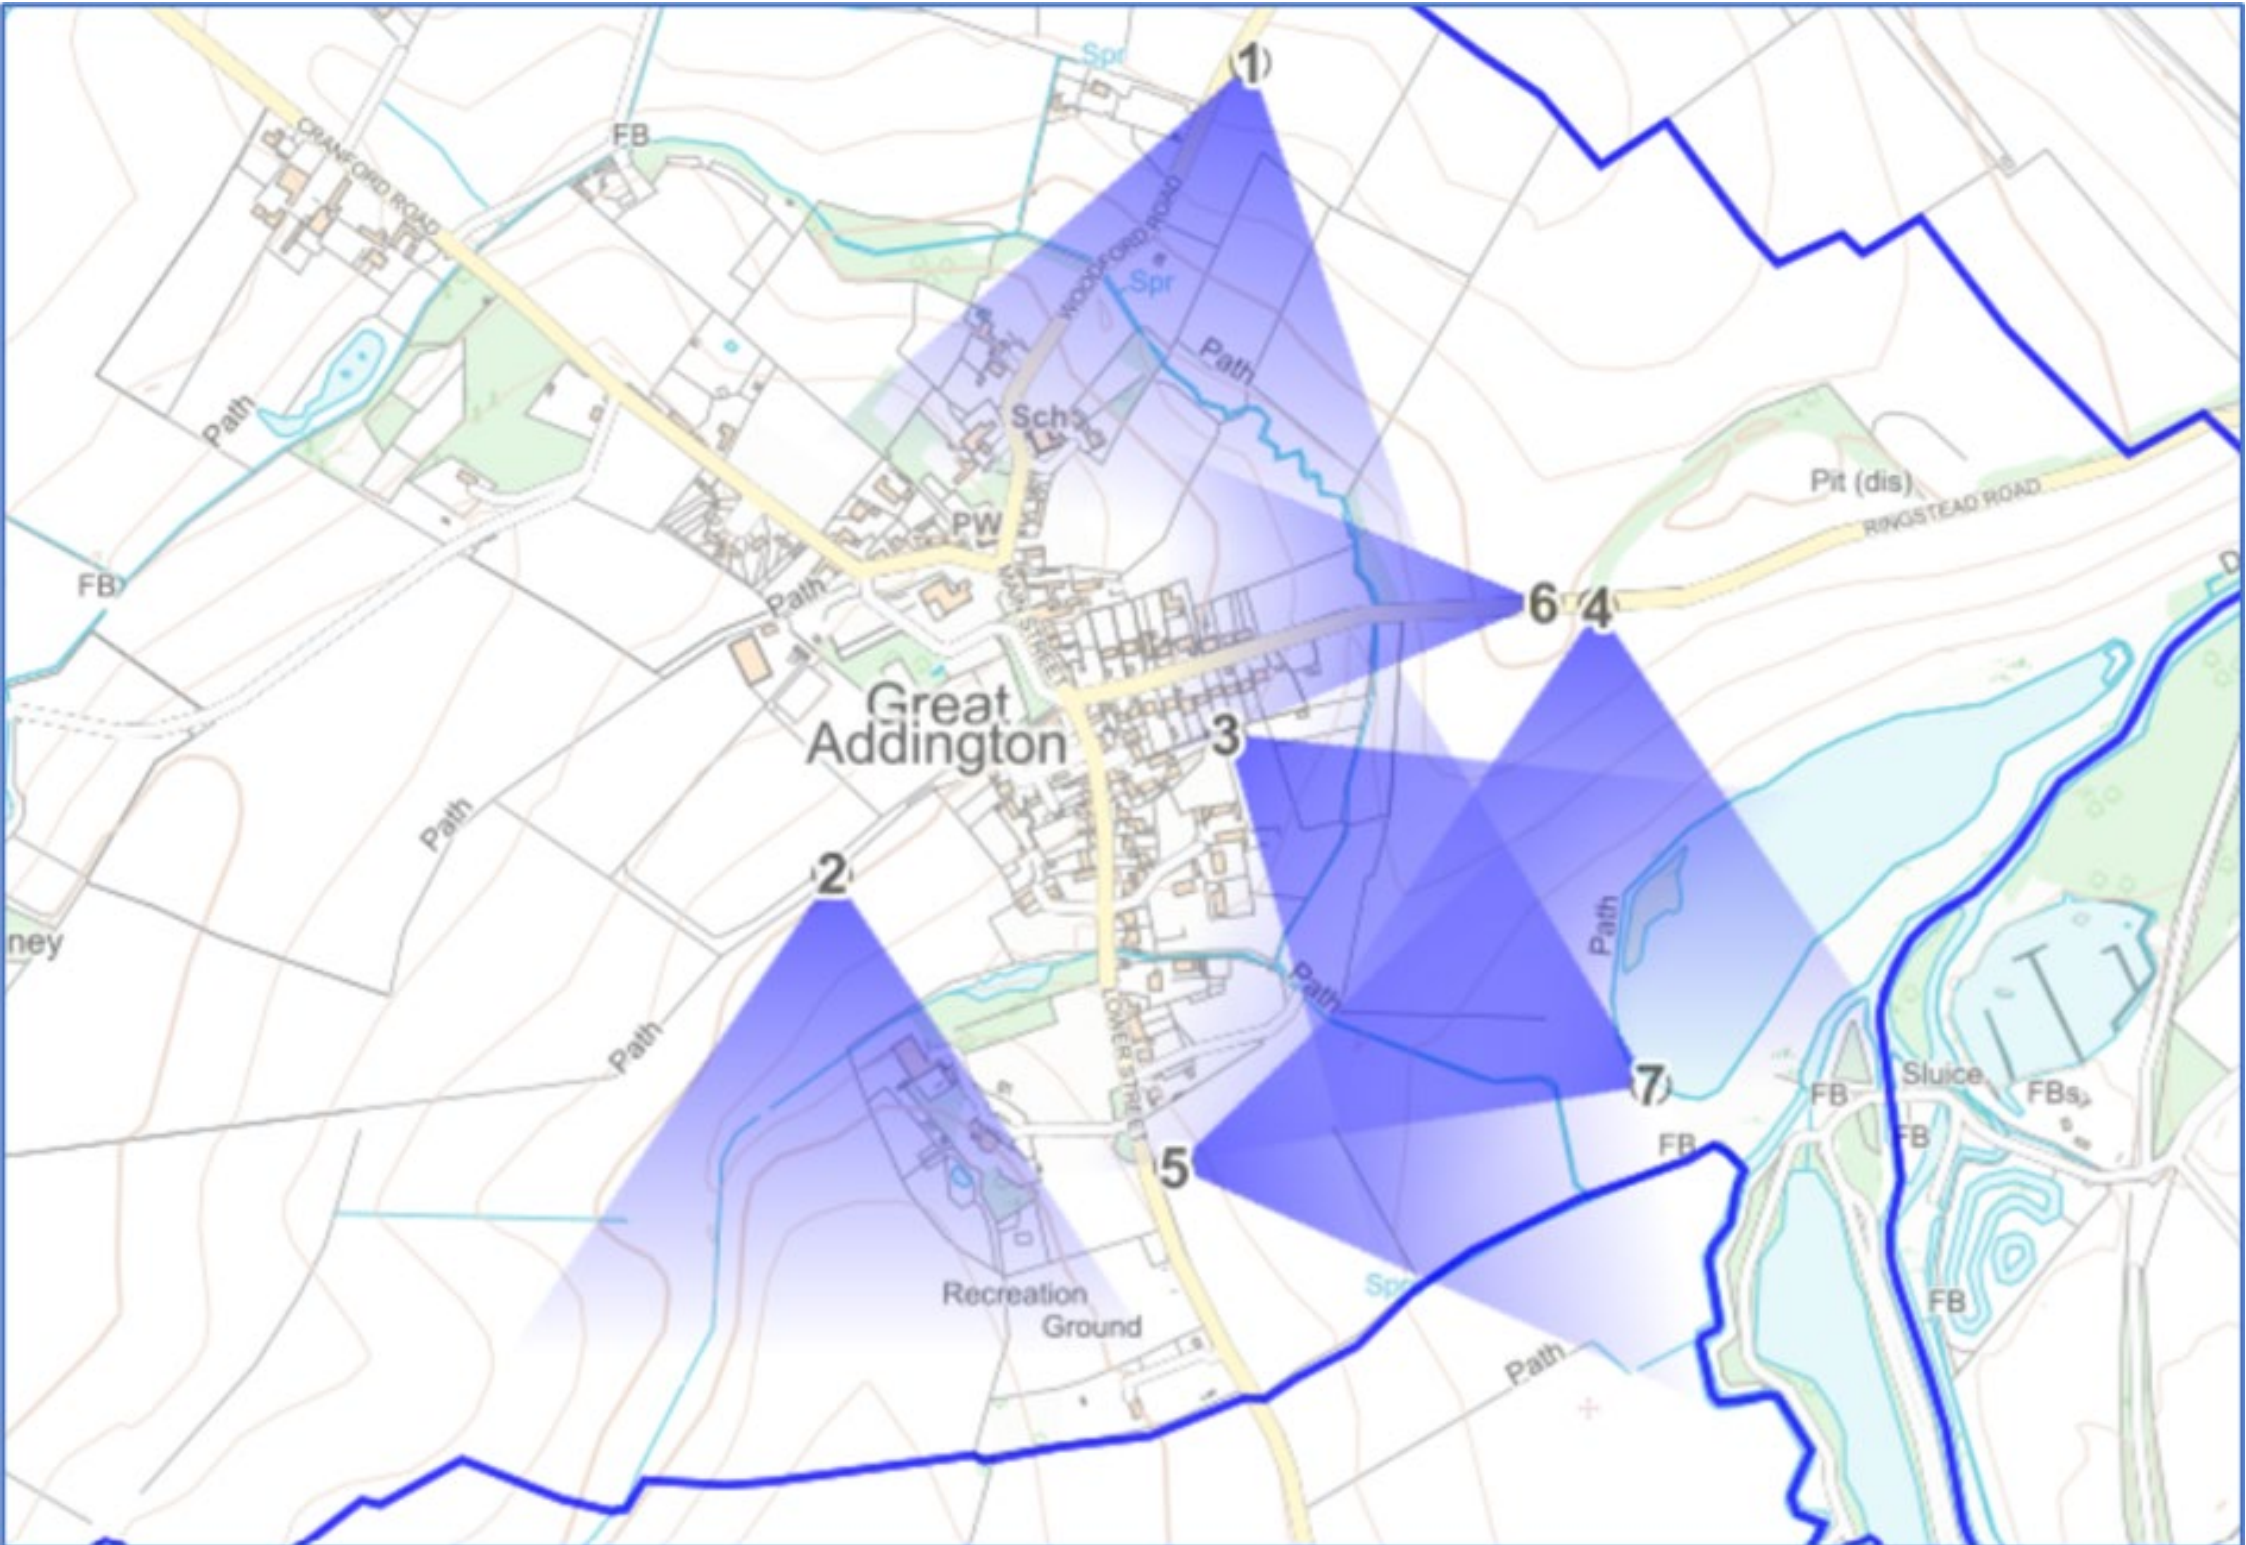 1
Spr
FB
CRANFORD ROAD
WOODFORD ROAD
Spr
Path
Path
Sch
Pit (dis)
RINGSTEAD ROAD
PW
FB
Path
6
4
MAIN STREET
Great
Addington
3
Path
2
Path
ney
Path
Path
LOWER STREET
7
Sluice
FB
FBs
FB
FB
5
Spr
Recreation
Ground
FB
Path